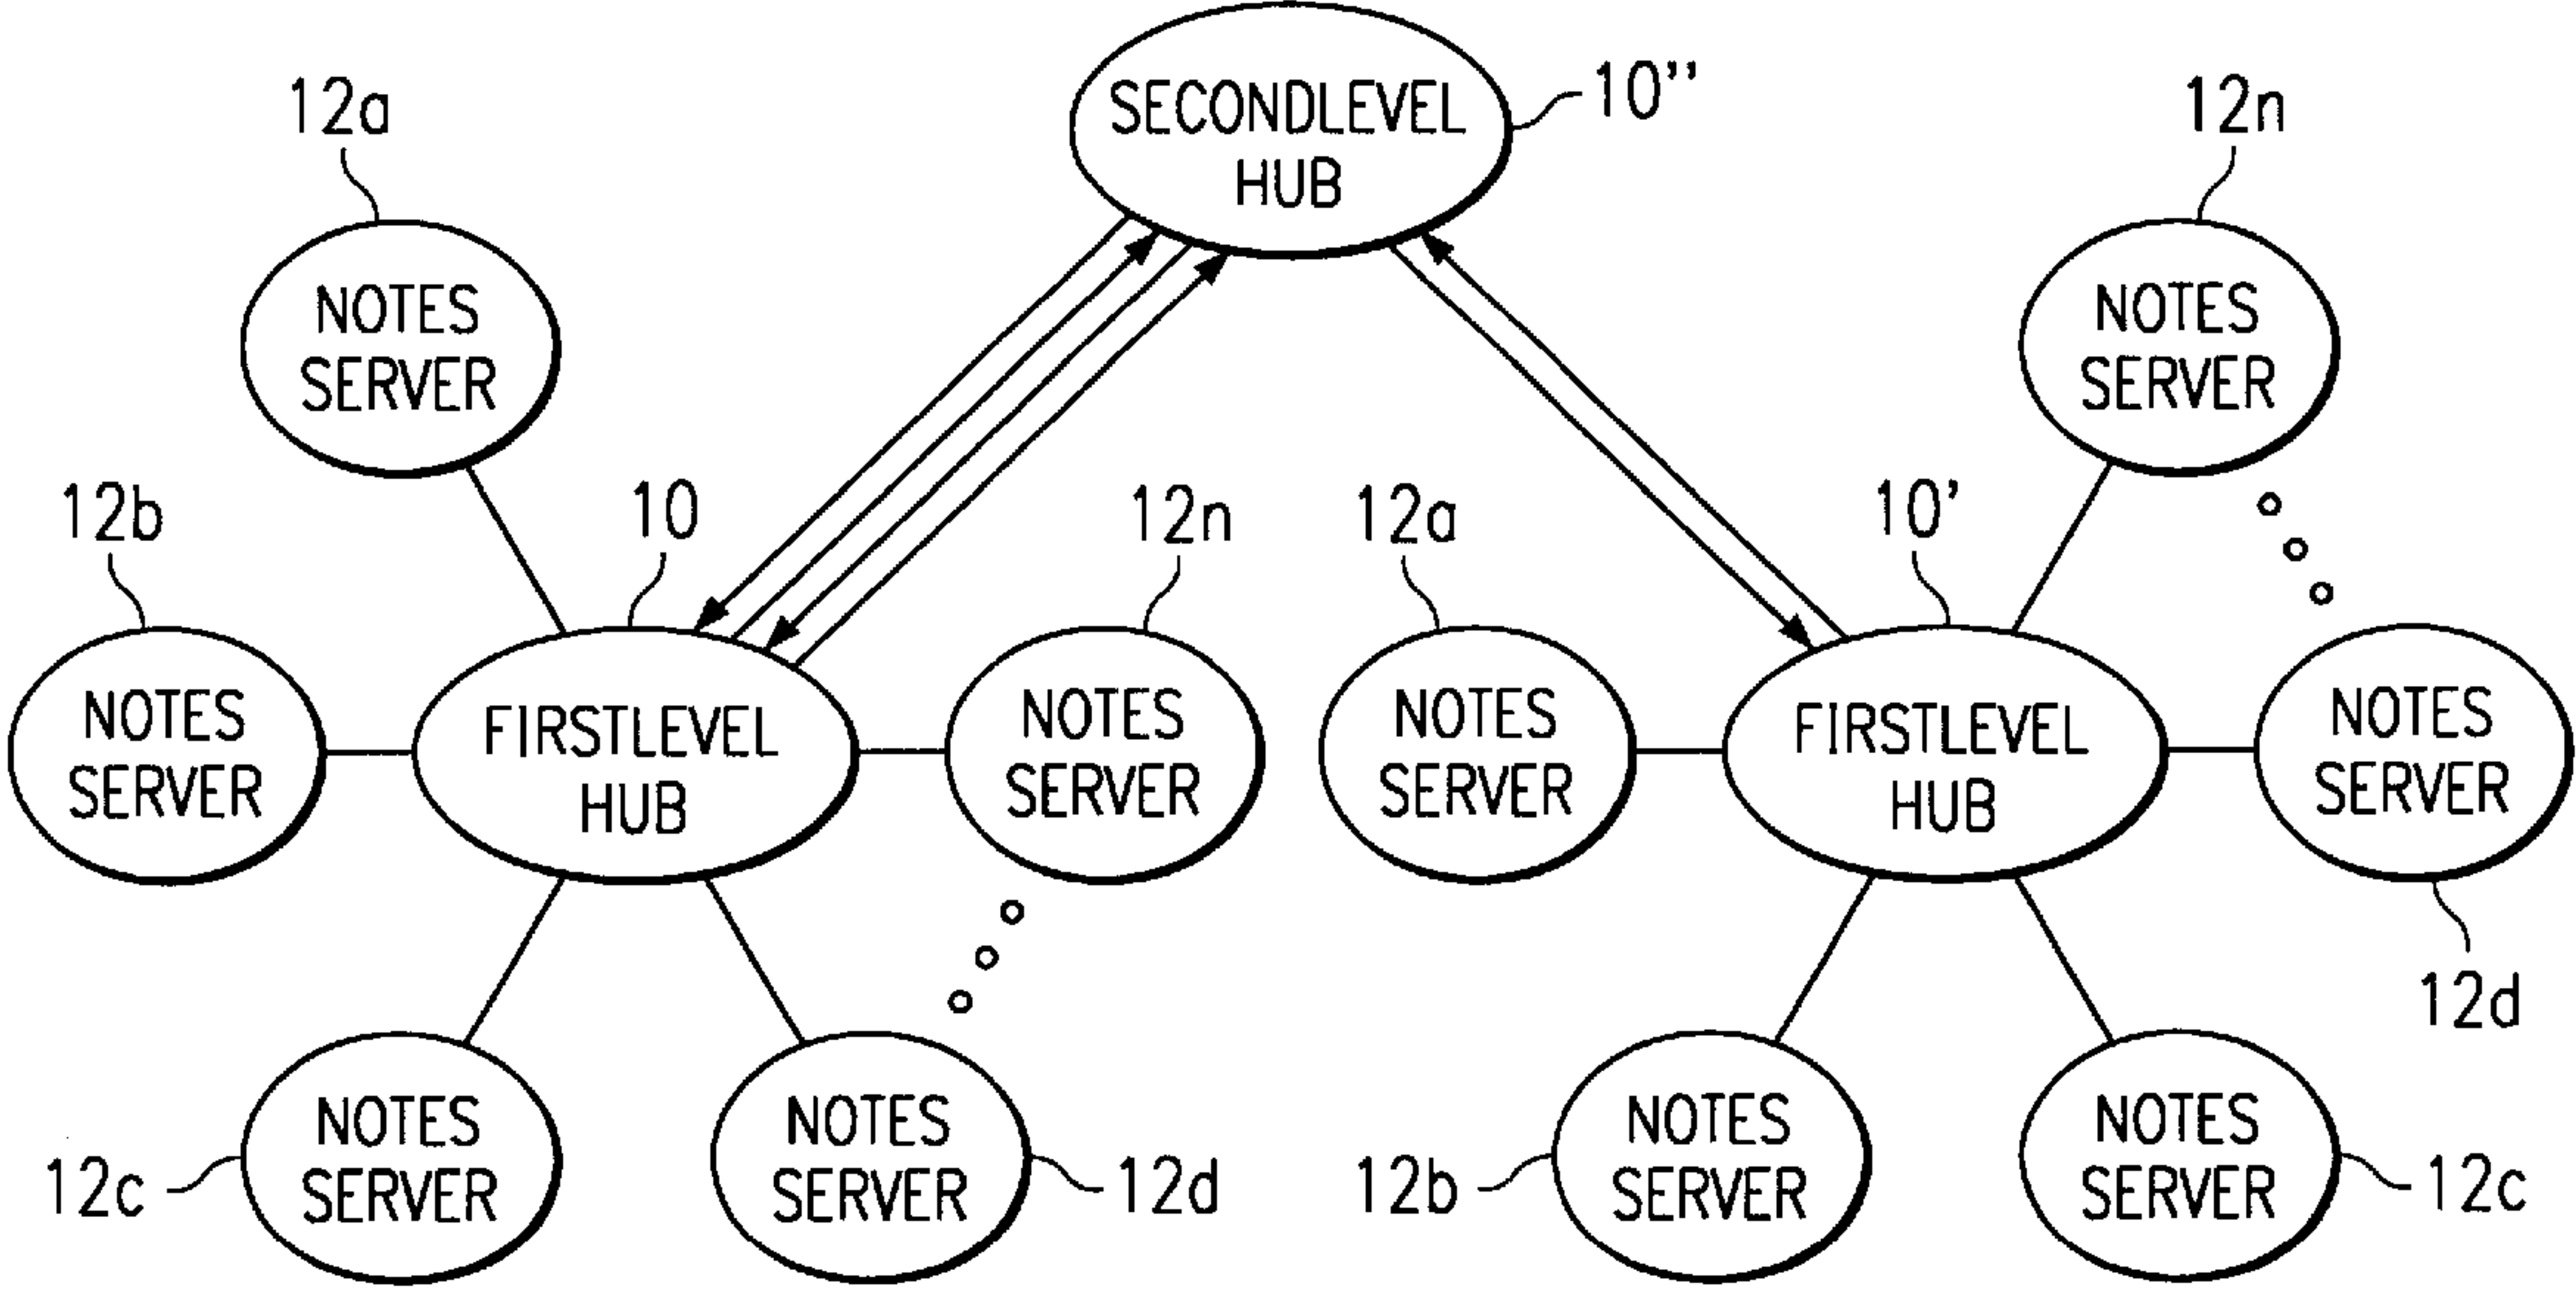 SECONDLEVEL
HUB
10''
12a
NOTES
SERVER
12n
NOTES
SERVER
12b
NOTES
SERVER
10
FIRSTLEVEL
HUB
12n
NOTES
SERVER
12a
NOTES
SERVER
10'
FIRSTLEVEL
HUB
NOTES
SERVER
12d
12c
NOTES
SERVER
NOTES
SERVER
12d
12b
NOTES
SERVER
NOTES
SERVER
12c